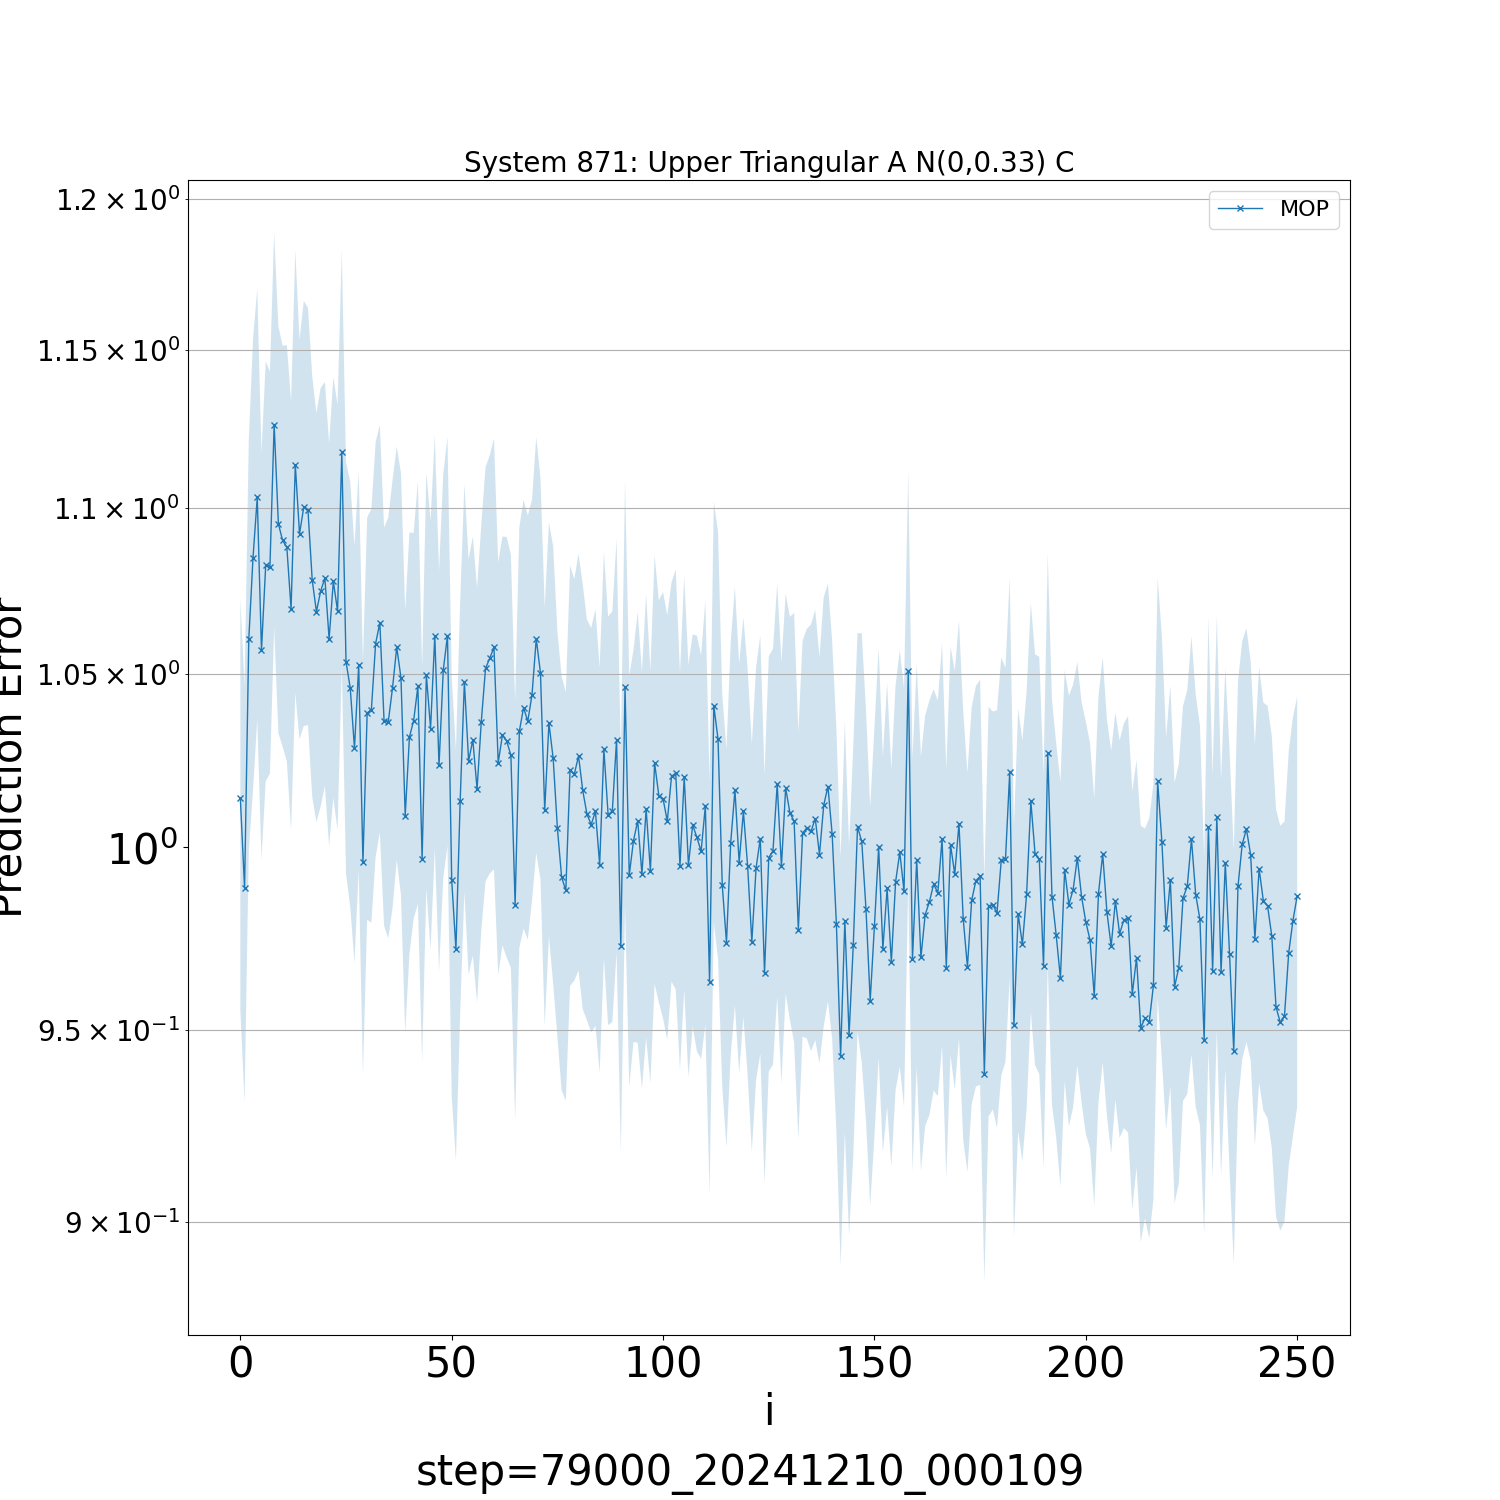 System 871: Upper Triangular A N(0,0.33) C
MOP
Prediction Error
1.2 × 10⁰
1.15 × 10⁰
1.1 × 10⁰
1.05 × 10⁰
10⁰
9.5 × 10⁻¹
9 × 10⁻¹
0 50 100 150 200 250
i
step=79000_20241210_000109